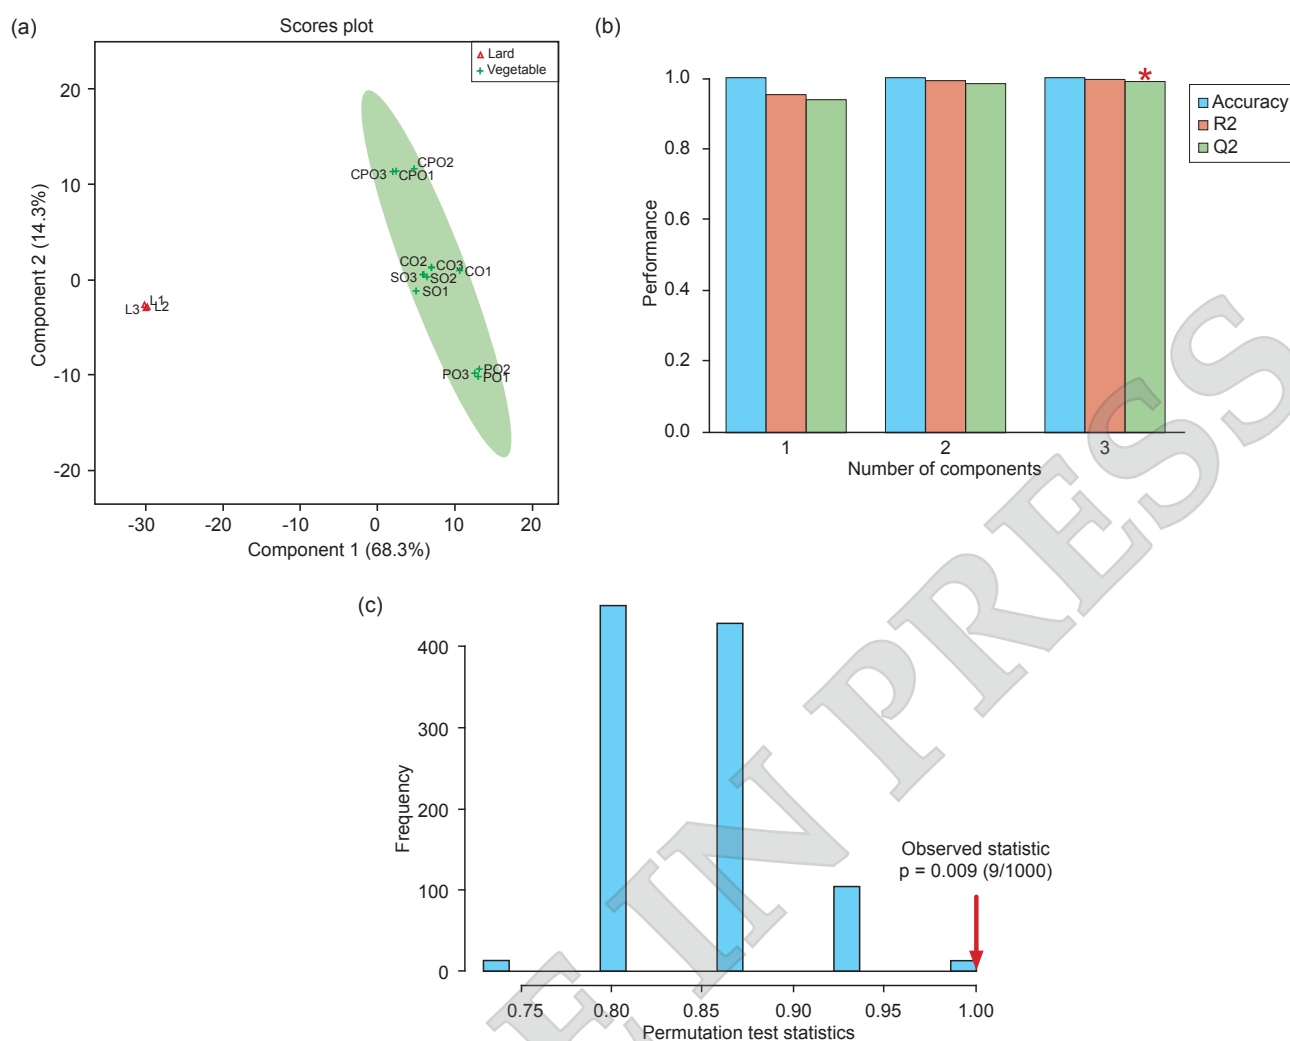 (a)
Scores plot
Lard
Vegetable
20
10
0
-10
-20
Component 2 (14.3%)
CPO2
CPO3 CPO1
CO2 CO3 CO1
SO3 SO2
SO1
L1
L3 L2
PO2
PO3 PO1
-30 -20 -10 0 10 20
Component 1 (68.3%)
(b)
1.0
0.8
0.6
0.4
0.2
0.0
Performance
*
Accuracy
R2
Q2
1 2 3
Number of components
(c)
400
300
200
100
0
Frequency
Observed statistic
p = 0.009 (9/1000)
0.75 0.80 0.85 0.90 0.95 1.00
Permutation test statistics
E IN PRESS